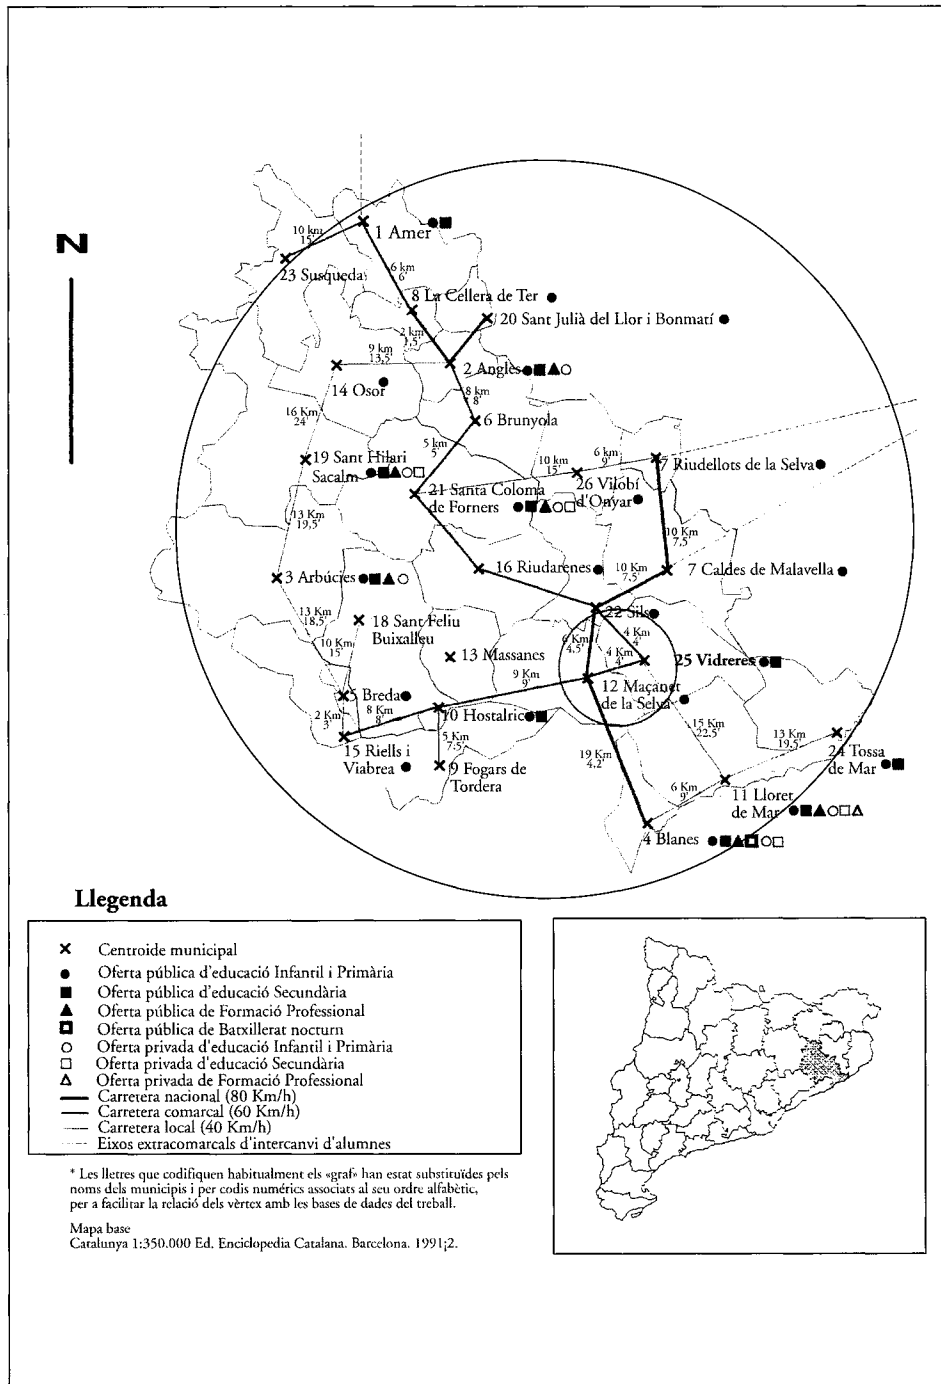 N
10 km
15'
1 Amer
23 Susqueda
6 km
6'
8 La Cellera de Ter
20 Sant Julià del Llor i Bonmatí
2 km
1,5'
9 km
13,5'
2 Anglès
14 Osor
8 km
8'
16 Km
24'
6 Brunyola
5 km
5'
19 Sant Hilari
Sacalm
10 km
15'
6 km
9'
7 Riudellots de la Selva
26 Vilobí
d'Onyar
21 Santa Coloma
de Forners
13 Km
19,5'
10 Km
7,5'
16 Riudarenes
10 Km
7,5'
7 Caldes de Malavella
3 Arbúcies
13 Km
18,5'
22 Sils
18 Sant Feliu
Buixalleu
10 Km
15'
6 Km
4,5'
4 Km
4'
4 Km
4'
13 Massanes
25 Vidreres
9 Km
9'
12 Maçanet
de la Selva
5 Breda
8 Km
8'
2 Km
3'
10 Hostalric
15 Km
22,5'
13 Km
19,5'
15 Riells i
Viabrea
5 Km
7,5'
9 Fogars de
Tordera
19 Km
4,2'
24 Tossa
de Mar
6 Km
9'
11 Lloret
de Mar
4 Blanes
Llegenda
Centroide municipal
Oferta pública d'educació Infantil i Primària
Oferta pública d'educació Secundària
Oferta pública de Formació Professional
Oferta pública de Batxillerat nocturn
Oferta privada d'educació Infantil i Primària
Oferta privada d'educació Secundària
Oferta privada de Formació Professional
Carretera nacional (80 Km/h)
Carretera comarcal (60 Km/h)
Carretera local (40 Km/h)
Eixos extracomarcals d'intercanvi d'alumnes
* Les lletres que codifiquen habitualment els «graf» han estat substituïdes pels
noms dels municipis i per codis numérics associats al seu ordre alfabètic,
per a facilitar la relació dels vèrtex amb les bases de dades del treball.
Mapa base
Catalunya 1:350.000 Ed. Enciclopedia Catalana. Barcelona. 1991;2.